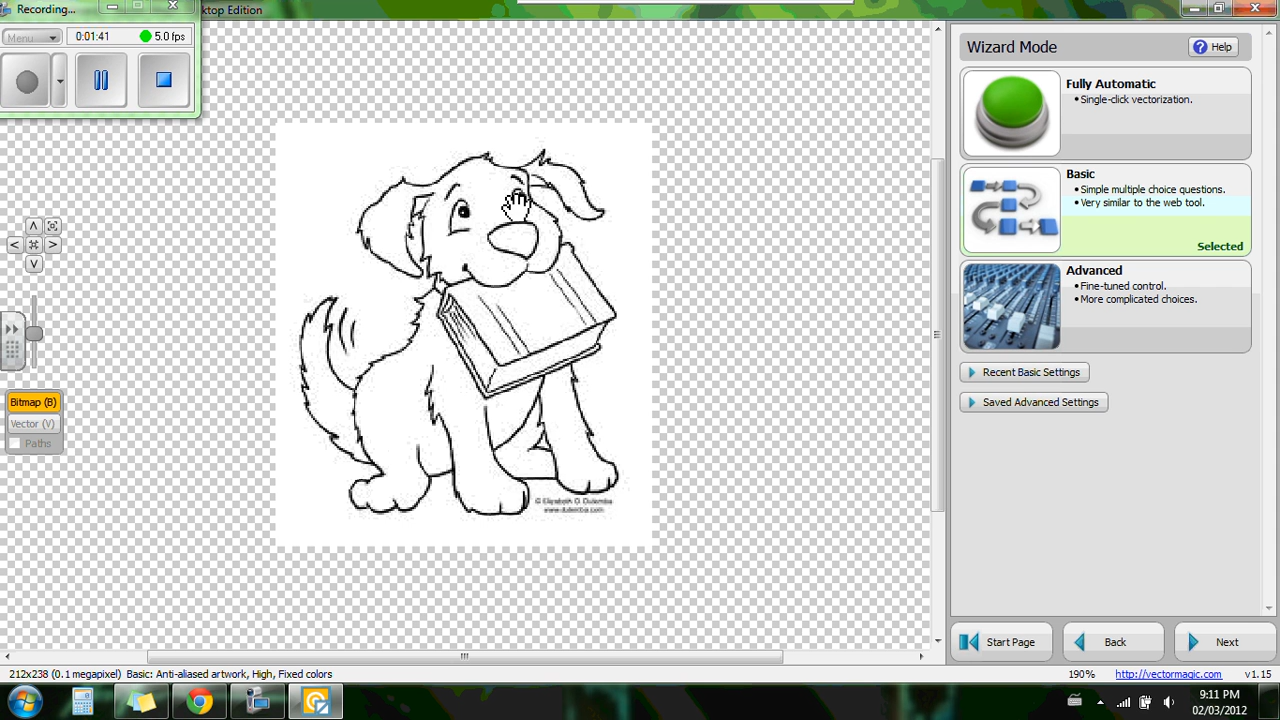 Recording...
ktop Edition
Menu
0:01:41
5.0 fps
Wizard Mode
Help
Fully Automatic
•Single-click vectorization.
Basic
•Simple multiple choice questions.
•Very similar to the web tool.
Selected
Advanced
•Fine-tuned control.
•More complicated choices.
Recent Basic Settings
Saved Advanced Settings
Bitmap (B)
Vector (V)
Paths
© Elizabeth O. Dulemba
www.dulemba.com
Start Page
Back
Next
212x238 (0.1 megapixel) Basic: Anti-aliased artwork, High, Fixed colors
190%
http://vectormagic.com
v1.15
9:11 PM
02/03/2012